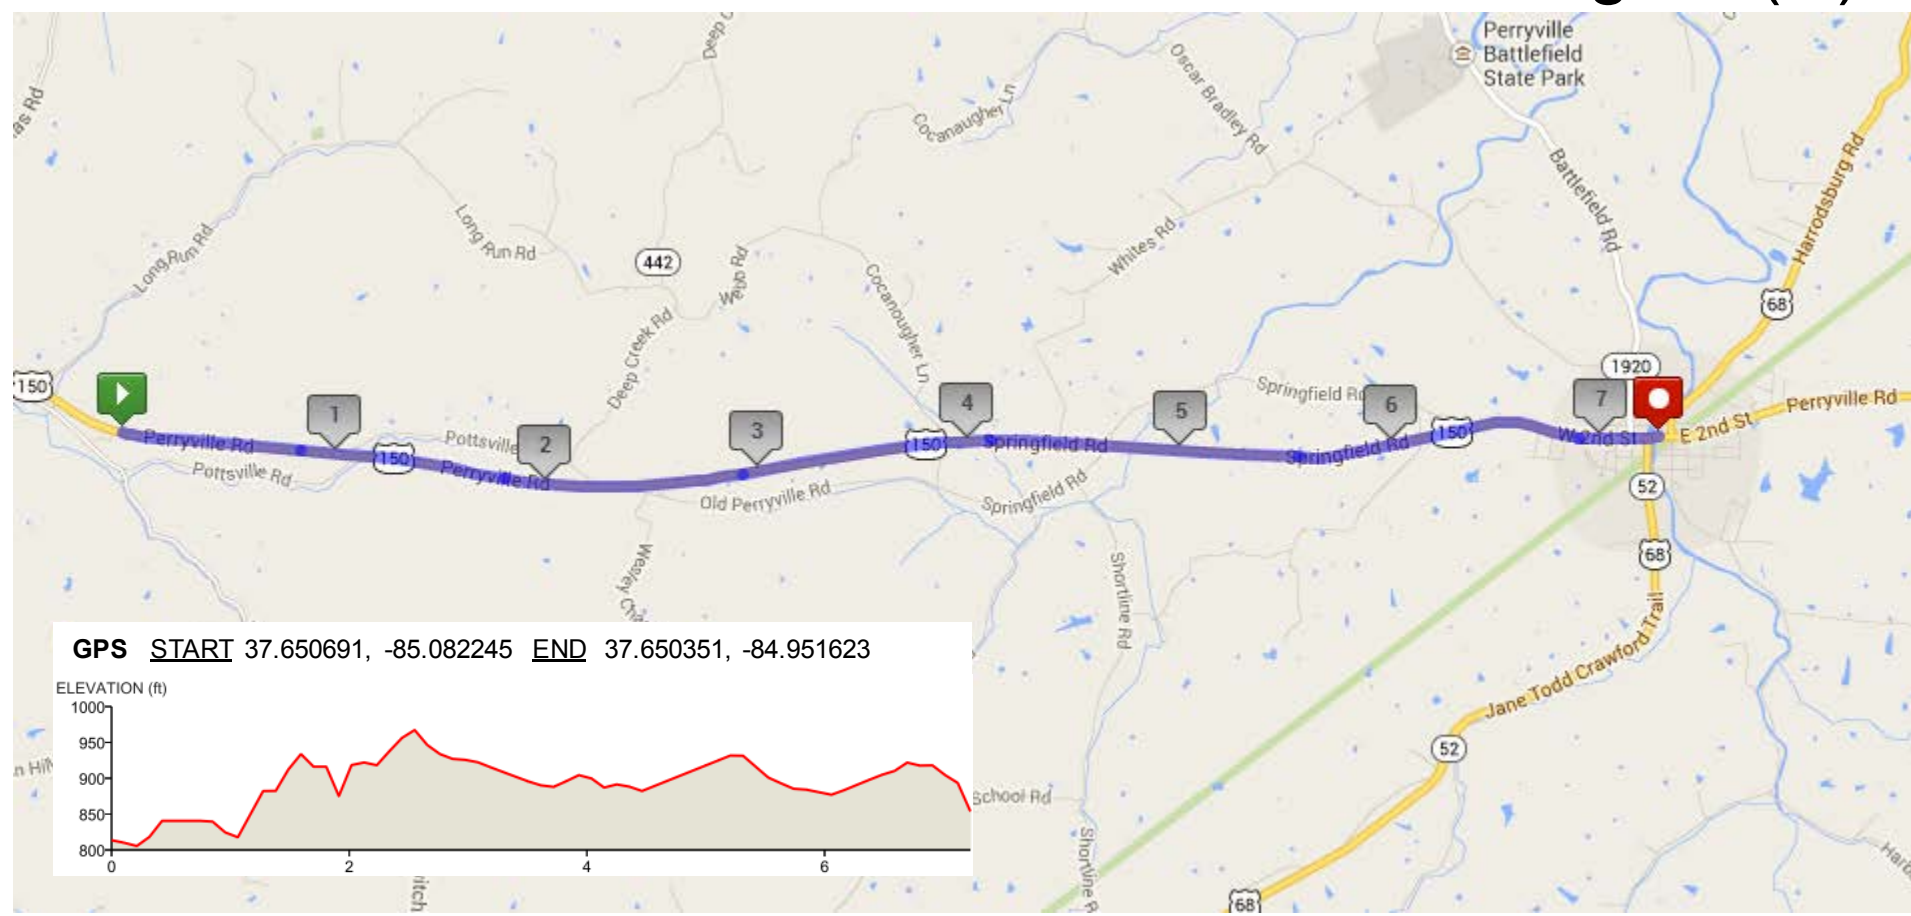 Perryville
Battlefield
State Park
Oscar Bradley Rd
Cocanaugher Ln
Battlefield Rd
Harrodsburg Rd
Long Run Rd
Long Run Rd
442
Webb Rd
Whites Rd
Deep Creek Rd
Cocanougher Ln
68
1920
150
Perryville Rd
Pottsville Rd
1
150
Pottsville
Perryville Rd
2
3
Old Perryville Rd
150
4
Springfield Rd
Springfield Rd
5
Springfield Rd
6
Springfield Rd
150
7
W 2nd St
E 2nd St
Perryville Rd
52
68
Shortline Rd
Jane Todd Crawford Trail
52
68
School Rd
GPS START 37.650691, -85.082245 END 37.650351, -84.951623
ELEVATION (ft)
1000
950
900
850
800
0 2 4 6